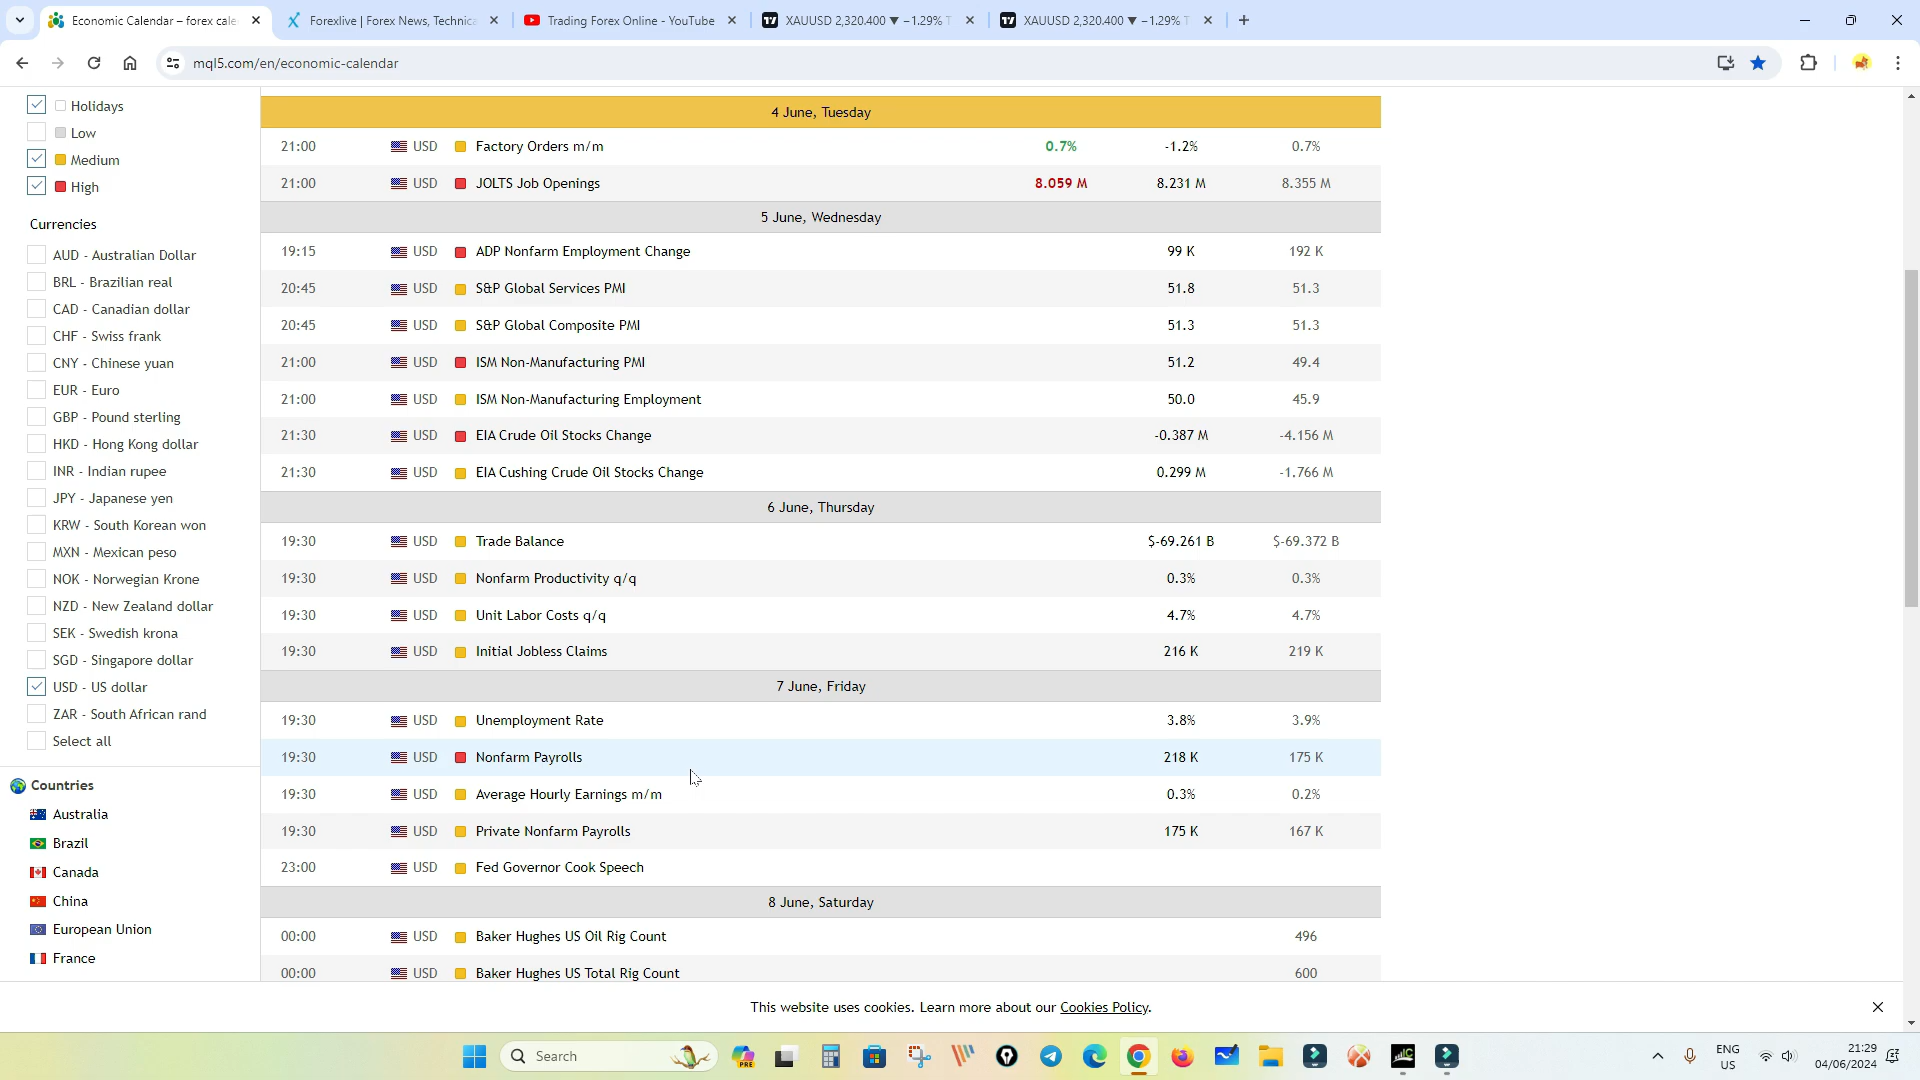 Economic Calendar – forex cale
Forexlive | Forex News, Technica
Trading Forex Online - YouTube
XAUUSD 2,320.400 ▼ −1.29% T
XAUUSD 2,320.400 ▼ −1.29% T
mql5.com/en/economic-calendar
Holidays
Low
Medium
High
Currencies
AUD - Australian Dollar
BRL - Brazilian real
CAD - Canadian dollar
CHF - Swiss frank
CNY - Chinese yuan
EUR - Euro
GBP - Pound sterling
HKD - Hong Kong dollar
INR - Indian rupee
JPY - Japanese yen
KRW - South Korean won
MXN - Mexican peso
NOK - Norwegian Krone
NZD - New Zealand dollar
SEK - Swedish krona
SGD - Singapore dollar
USD - US dollar
ZAR - South African rand
Select all
Countries
Australia
Brazil
Canada
China
European Union
France
4 June, Tuesday
21:00 USD Factory Orders m/m 0.7% -1.2% 0.7%
21:00 USD JOLTS Job Openings 8.059 M 8.231 M 8.355 M
5 June, Wednesday
19:15 USD ADP Nonfarm Employment Change 99 K 192 K
20:45 USD S&P Global Services PMI 51.8 51.3
20:45 USD S&P Global Composite PMI 51.3 51.3
21:00 USD ISM Non-Manufacturing PMI 51.2 49.4
21:00 USD ISM Non-Manufacturing Employment 50.0 45.9
21:30 USD EIA Crude Oil Stocks Change -0.387 M -4.156 M
21:30 USD EIA Cushing Crude Oil Stocks Change 0.299 M -1.766 M
6 June, Thursday
19:30 USD Trade Balance $-69.261 B $-69.372 B
19:30 USD Nonfarm Productivity q/q 0.3% 0.3%
19:30 USD Unit Labor Costs q/q 4.7% 4.7%
19:30 USD Initial Jobless Claims 216 K 219 K
7 June, Friday
19:30 USD Unemployment Rate 3.8% 3.9%
19:30 USD Nonfarm Payrolls 218 K 175 K
19:30 USD Average Hourly Earnings m/m 0.3% 0.2%
19:30 USD Private Nonfarm Payrolls 175 K 167 K
23:00 USD Fed Governor Cook Speech
8 June, Saturday
00:00 USD Baker Hughes US Oil Rig Count 496
00:00 USD Baker Hughes US Total Rig Count 600
This website uses cookies. Learn more about our Cookies Policy.
Search
PRE
ENG
US
21:29
04/06/2024